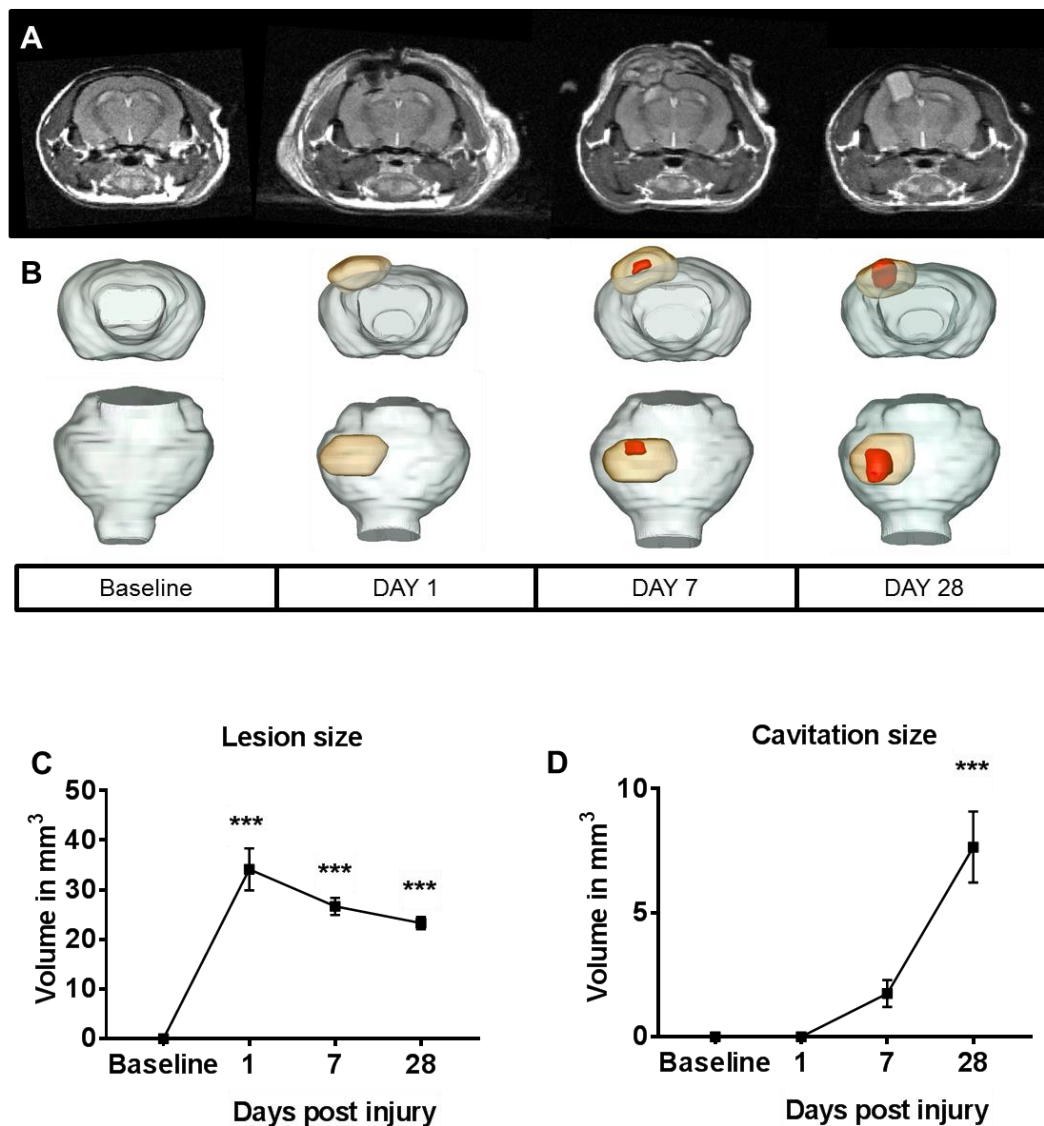 A
B
Baseline DAY 1 DAY 7 DAY 28
Lesion size
C
50
40
30
20
10
0
Volume in mm³
***
***
***
Baseline 1 7 28
Days post injury
Cavitation size
D
10
5
0
Volume in mm³
***
Baseline 1 7 28
Days post injury